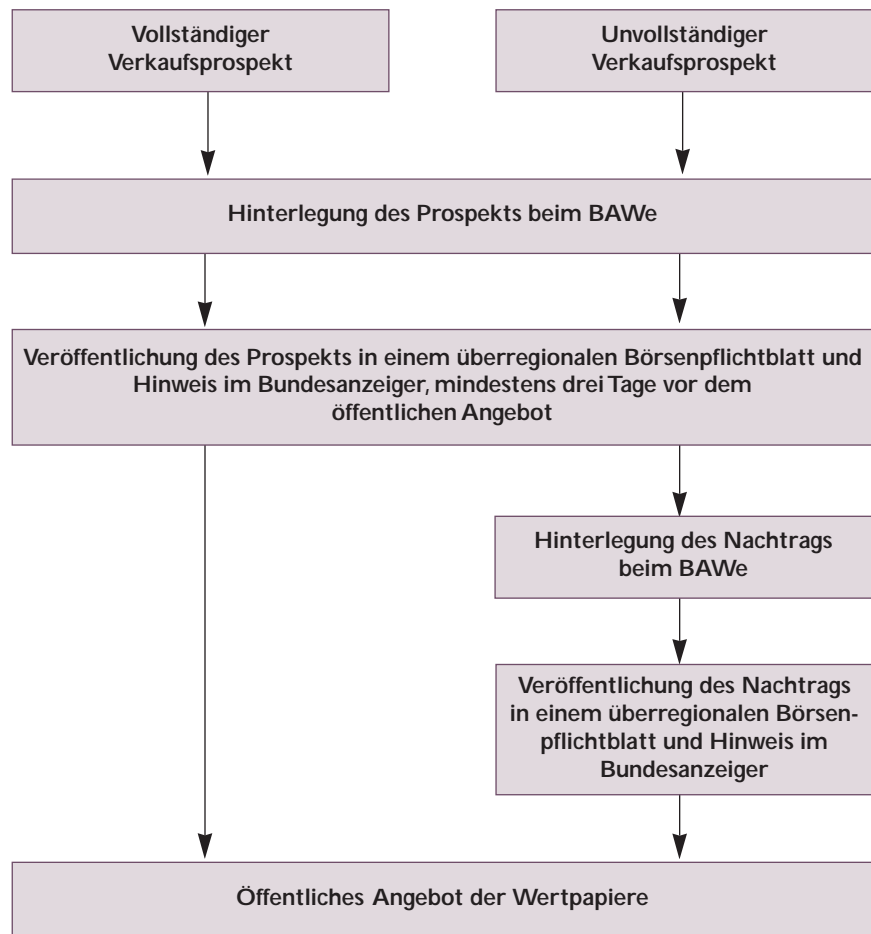 Vollständiger
Verkaufsprospekt
Unvollständiger
Verkaufsprospekt
Hinterlegung des Prospekts beim BAWe
Veröffentlichung des Prospekts in einem überregionalen Börsenpflichtblatt und
Hinweis im Bundesanzeiger, mindestens drei Tage vor dem
öffentlichen Angebot
Hinterlegung des Nachtrags
beim BAWe
Veröffentlichung des Nachtrags
in einem überregionalen Börsen-
pflichtblatt und Hinweis im
Bundesanzeiger
Öffentliches Angebot der Wertpapiere